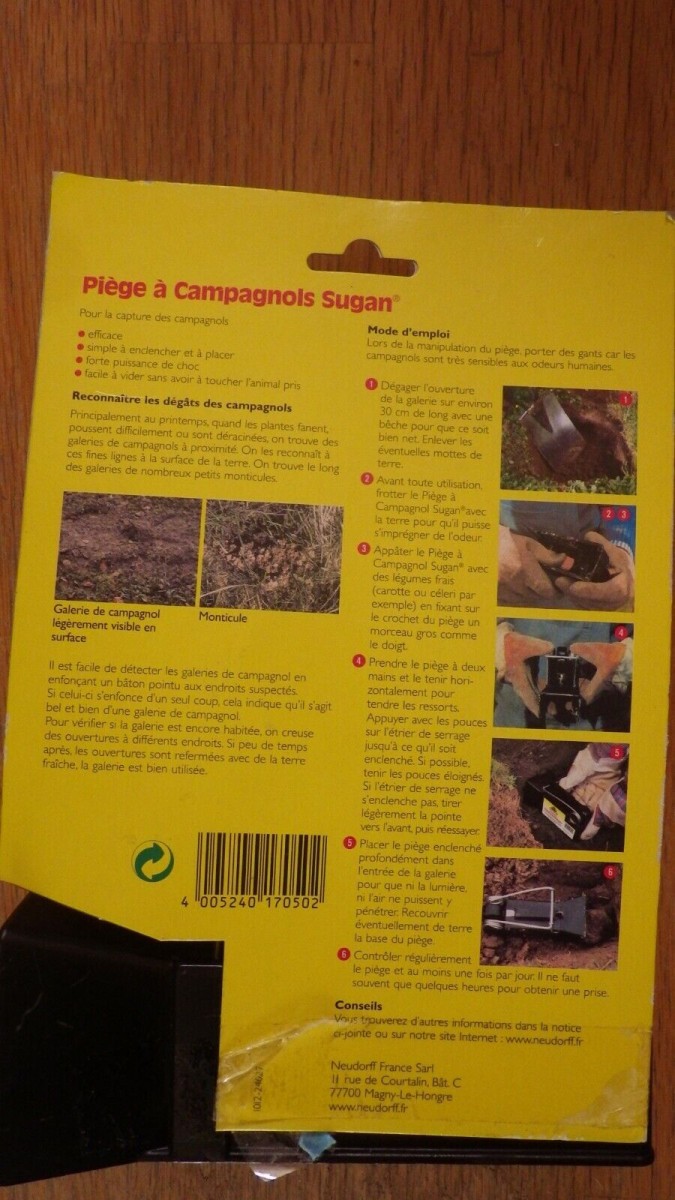 Piège à Campagnols Sugan®
Pour la capture des campagnols
● efficace
● simple à enclencher et à placer
● forte puissance de choc
● facile à vider sans avoir à toucher l'animal pris
Reconnaître les dégâts des campagnols
Principalement au printemps, quand les plantes fanent,
poussent difficilement ou sont déracinées, on trouve des
galeries de campagnols à proximité. On les reconnaît à
ces fines lignes à la surface de la terre. On trouve le long
des galeries de nombreux petits monticules.
Galerie de campagnol
légèrement visible en
surface
Monticule
Il est facile de détecter les galeries de campagnol en
enfonçant un bâton pointu aux endroits suspectés.
Si celui-ci s'enfonce d'un seul coup, cela indique qu'il s'agit
bel et bien d'une galerie de campagnol.
Pour vérifier si la galerie est encore habitée, on creuse
des ouvertures à différents endroits. Si peu de temps
après, les ouvertures sont refermées avec de la terre
fraîche, la galerie est bien utilisée.
4 005240 170502
Mode d'emploi
Lors de la manipulation du piège, porter des gants car les
campagnols sont très sensibles aux odeurs humaines.
1 Dégager l'ouverture
de la galerie sur environ
30 cm de long avec une
bêche pour que ce soit
bien net. Enlever les
éventuelles mottes de
terre.
2 Avant toute utilisation,
frotter le Piège à
Campagnol Sugan® avec
la terre pour qu'il puisse
s'imprégner de l'odeur.
3 Appâter le Piège à
Campagnol Sugan® avec
des légumes frais
(carotte ou céleri par
exemple) en fixant sur
le crochet du piège un
morceau gros comme
le doigt.
4 Prendre le piège à deux
mains et le tenir hori-
zontalement pour
tendre les ressorts.
Appuyer avec les pouces
sur l'étrier de serrage
jusqu'à ce qu'il soit
enclenché. Si possible,
tenir les pouces éloignés.
Si l'étrier de serrage ne
s'enclenche pas, tirer
légèrement la pointe
vers l'avant, puis réessayer.
5 Placer le piège enclenché
profondément dans
l'entrée de la galerie
pour que ni la lumière,
ni l'air ne puissent y
pénétrer. Recouvrir
éventuellement de terre
la base du piège.
6 Contrôler régulièrement
le piège et au moins une fois par jour. Il ne faut
souvent que quelques heures pour obtenir une prise.
1
2 3
4
5
6
Conseils
Vous trouverez d'autres informations dans la notice
ci-jointe ou sur notre site Internet : www.neudorff.fr
Neudorff France Sarl
11 rue de Courtalin, Bât. C
77700 Magny-Le-Hongre
www.neudorff.fr